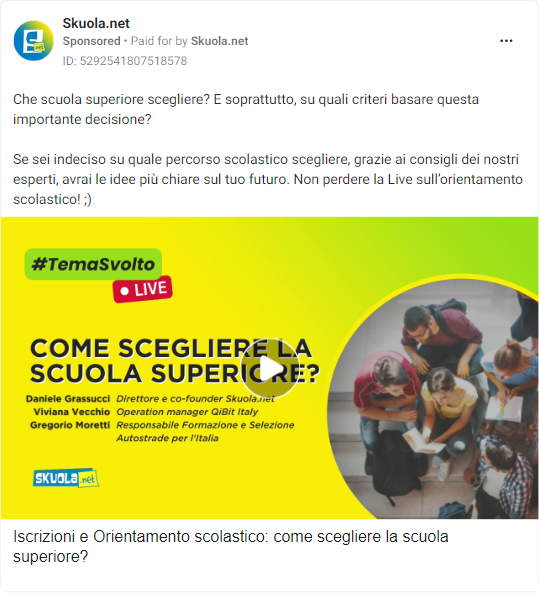 Skuola.net
Sponsored • Paid for by Skuola.net
ID: 5292541807518578
Che scuola superiore scegliere? E soprattutto, su quali criteri basare questa
importante decisione?
Se sei indeciso su quale percorso scolastico scegliere, grazie ai consigli dei nostri
esperti, avrai le idee più chiare sul tuo futuro. Non perdere la Live sull'orientamento
scolastico! ;)
#TemaSvolto
LIVE
COME SCEGLIERE LA
SCUOLA SUPERIORE?
Daniele Grassucci Direttore e co-founder Skuola.net
Viviana Vecchio Operation manager QiBit Italy
Gregorio Moretti Responsabile Formazione e Selezione
Autostrade per l'Italia
SKUOLA.net
Iscrizioni e Orientamento scolastico: come scegliere la scuola
superiore?